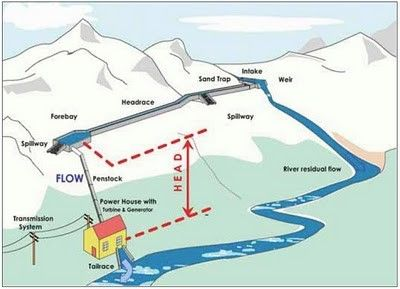 Intake
Sand Trap
Weir
Headrace
Forebay
Spillway
Spillway
River residual flow
FLOW
Penstock
HEAD
Power House with
Turbine & Generator
Transmission
System
Tailrace